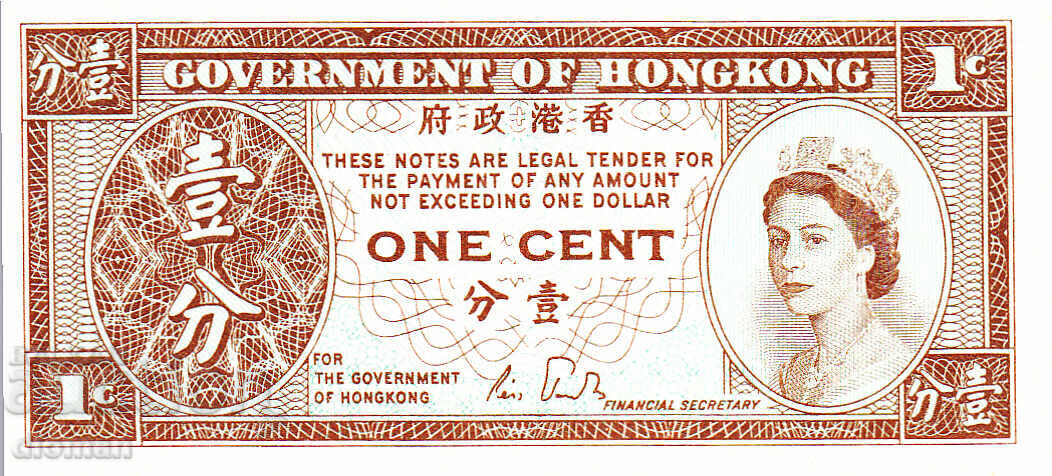 分壹
GOVERNMENT OF HONGKONG
1c
府政港香
壹分
THESE NOTES ARE LEGAL TENDER FOR
THE PAYMENT OF ANY AMOUNT
NOT EXCEEDING ONE DOLLAR
ONE CENT
分壹
FOR
THE GOVERNMENT
OF HONGKONG
FINANCIAL SECRETARY
1c
分壹
dioman